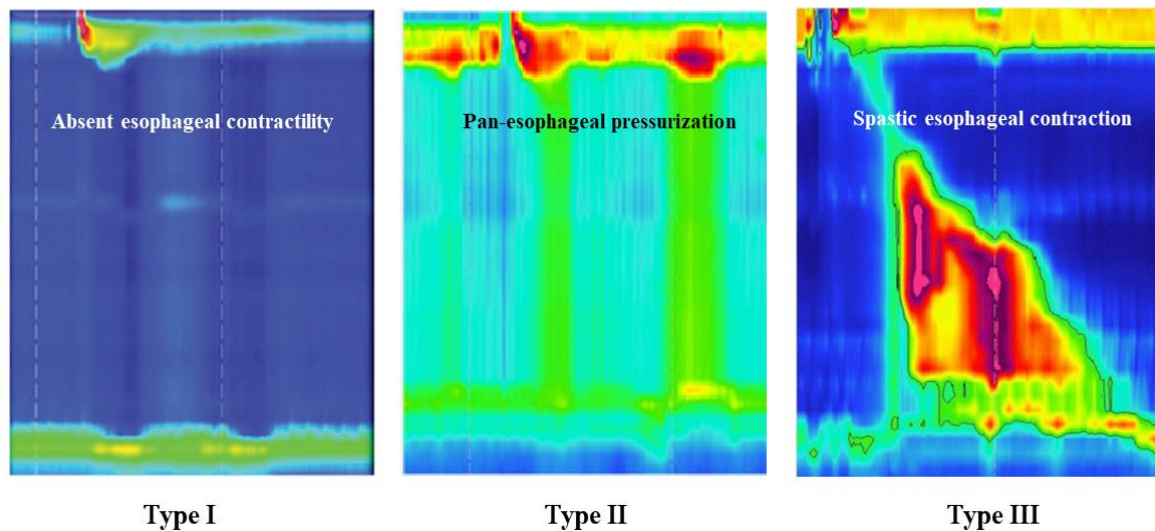 Absent esophageal contractility
Pan-esophageal pressurization
Spastic esophageal contraction
Type I
Type II
Type III